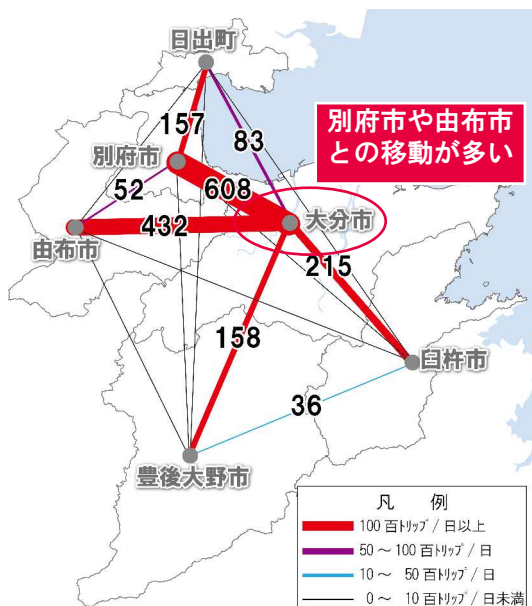 日出町
157
83
別府市や由布市
との移動が多い
別府市
52
608
432
大分市
由布市
215
158
臼杵市
36
豊後大野市
凡 例
100 百トリップ / 日以上
50 ～ 100 百トリップ / 日
10 ～ 50 百トリップ / 日
0 ～ 10 百トリップ / 日未満